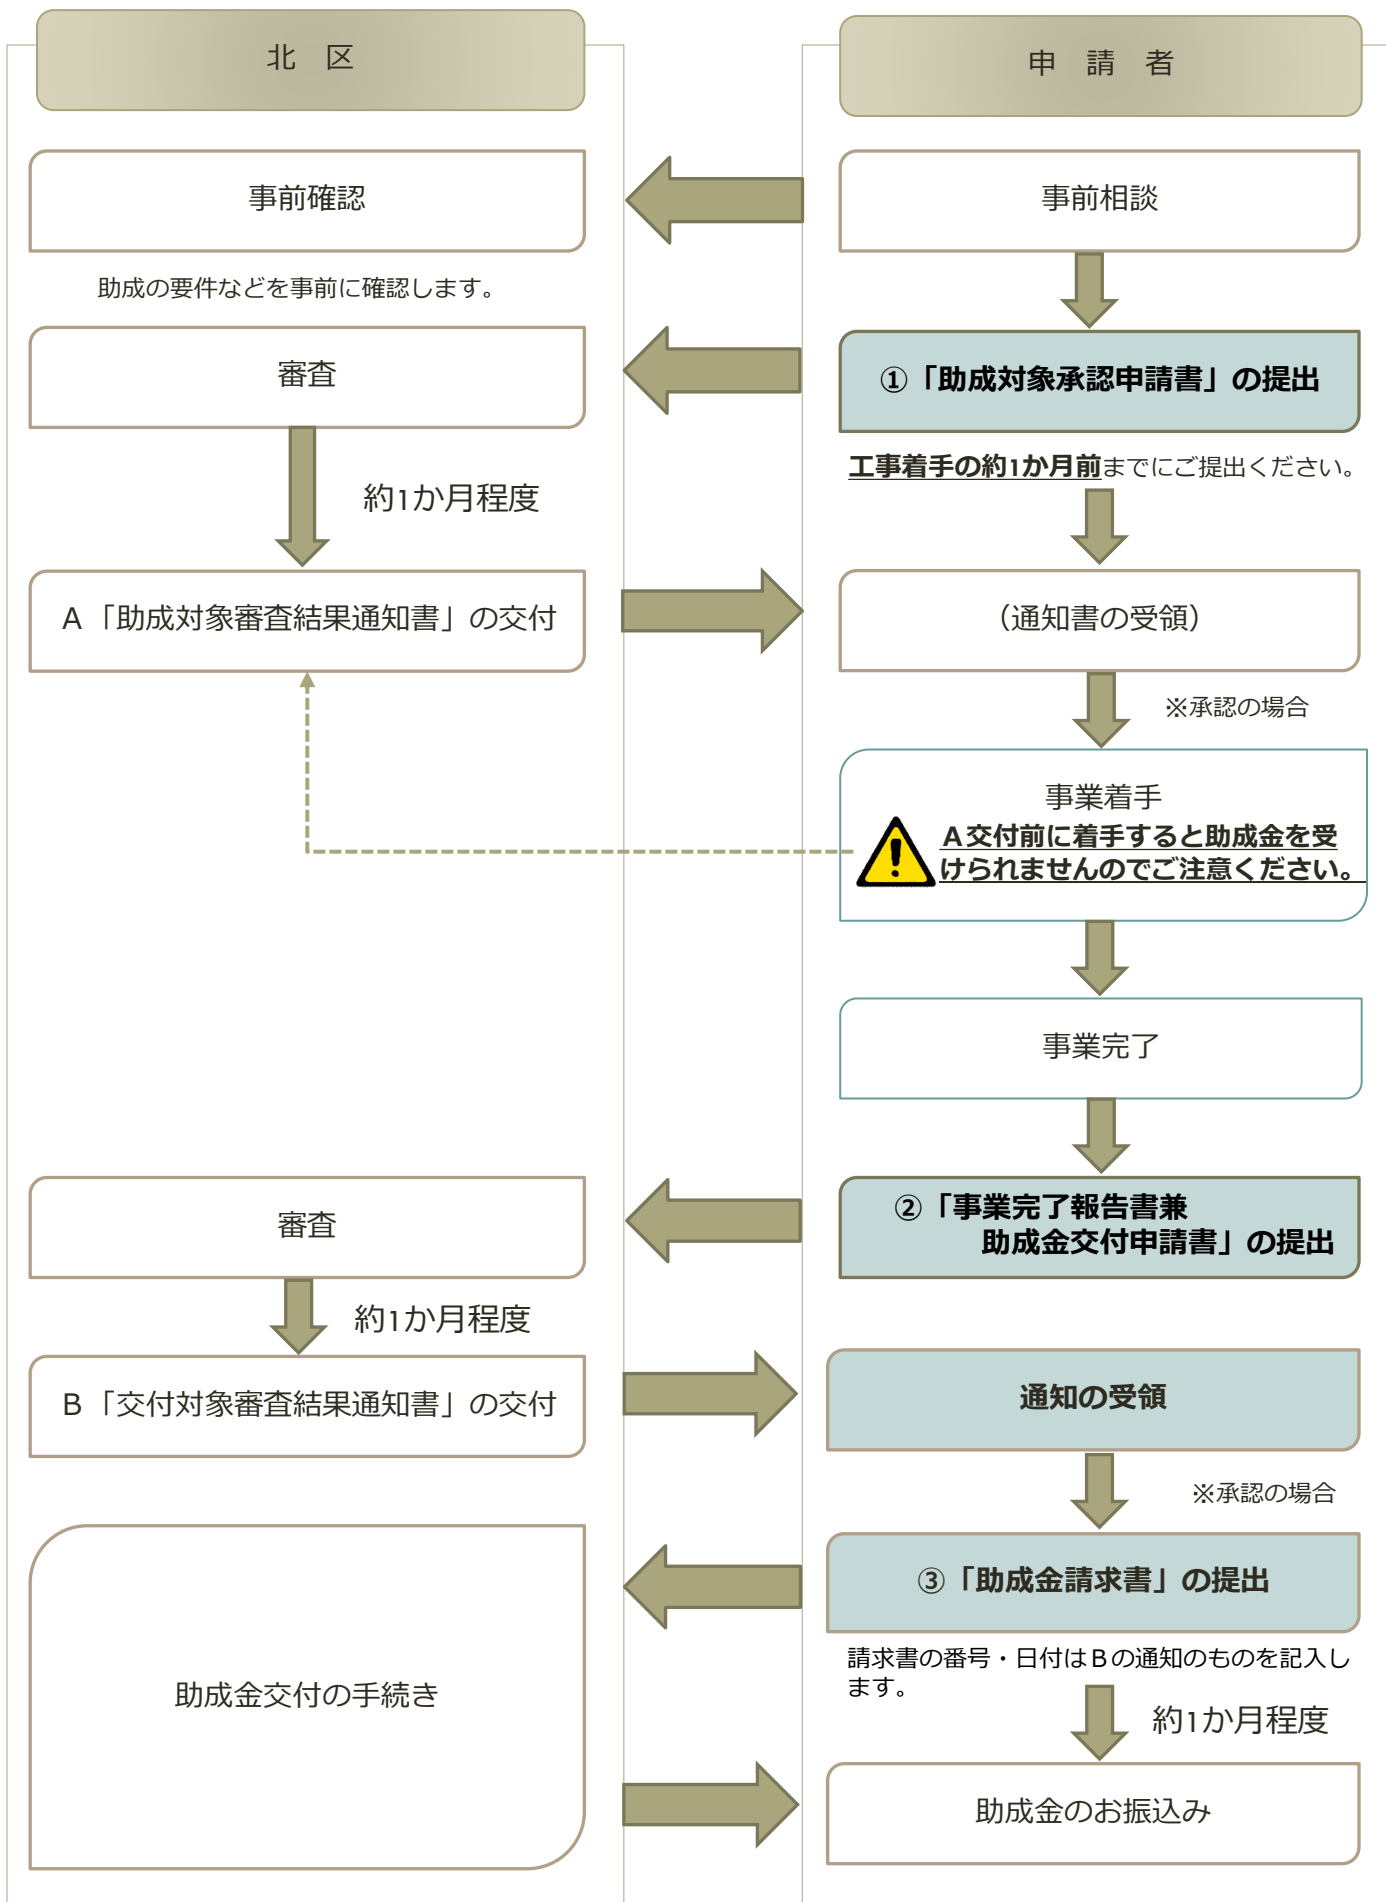 北 区
申 請 者
事前確認
事前相談
助成の要件などを事前に確認します。
審査
①「助成対象承認申請書」の提出
工事着手の約1か月前までにご提出ください。
約1か月程度
A「助成対象審査結果通知書」の交付
（通知書の受領）
※承認の場合
事業着手
A交付前に着手すると助成金を受
けられませんのでご注意ください。
事業完了
審査
②「事業完了報告書兼
助成金交付申請書」の提出
約1か月程度
B「交付対象審査結果通知書」の交付
通知の受領
※承認の場合
③「助成金請求書」の提出
請求書の番号・日付はBの通知のものを記入し
ます。
助成金交付の手続き
約1か月程度
助成金のお振込み